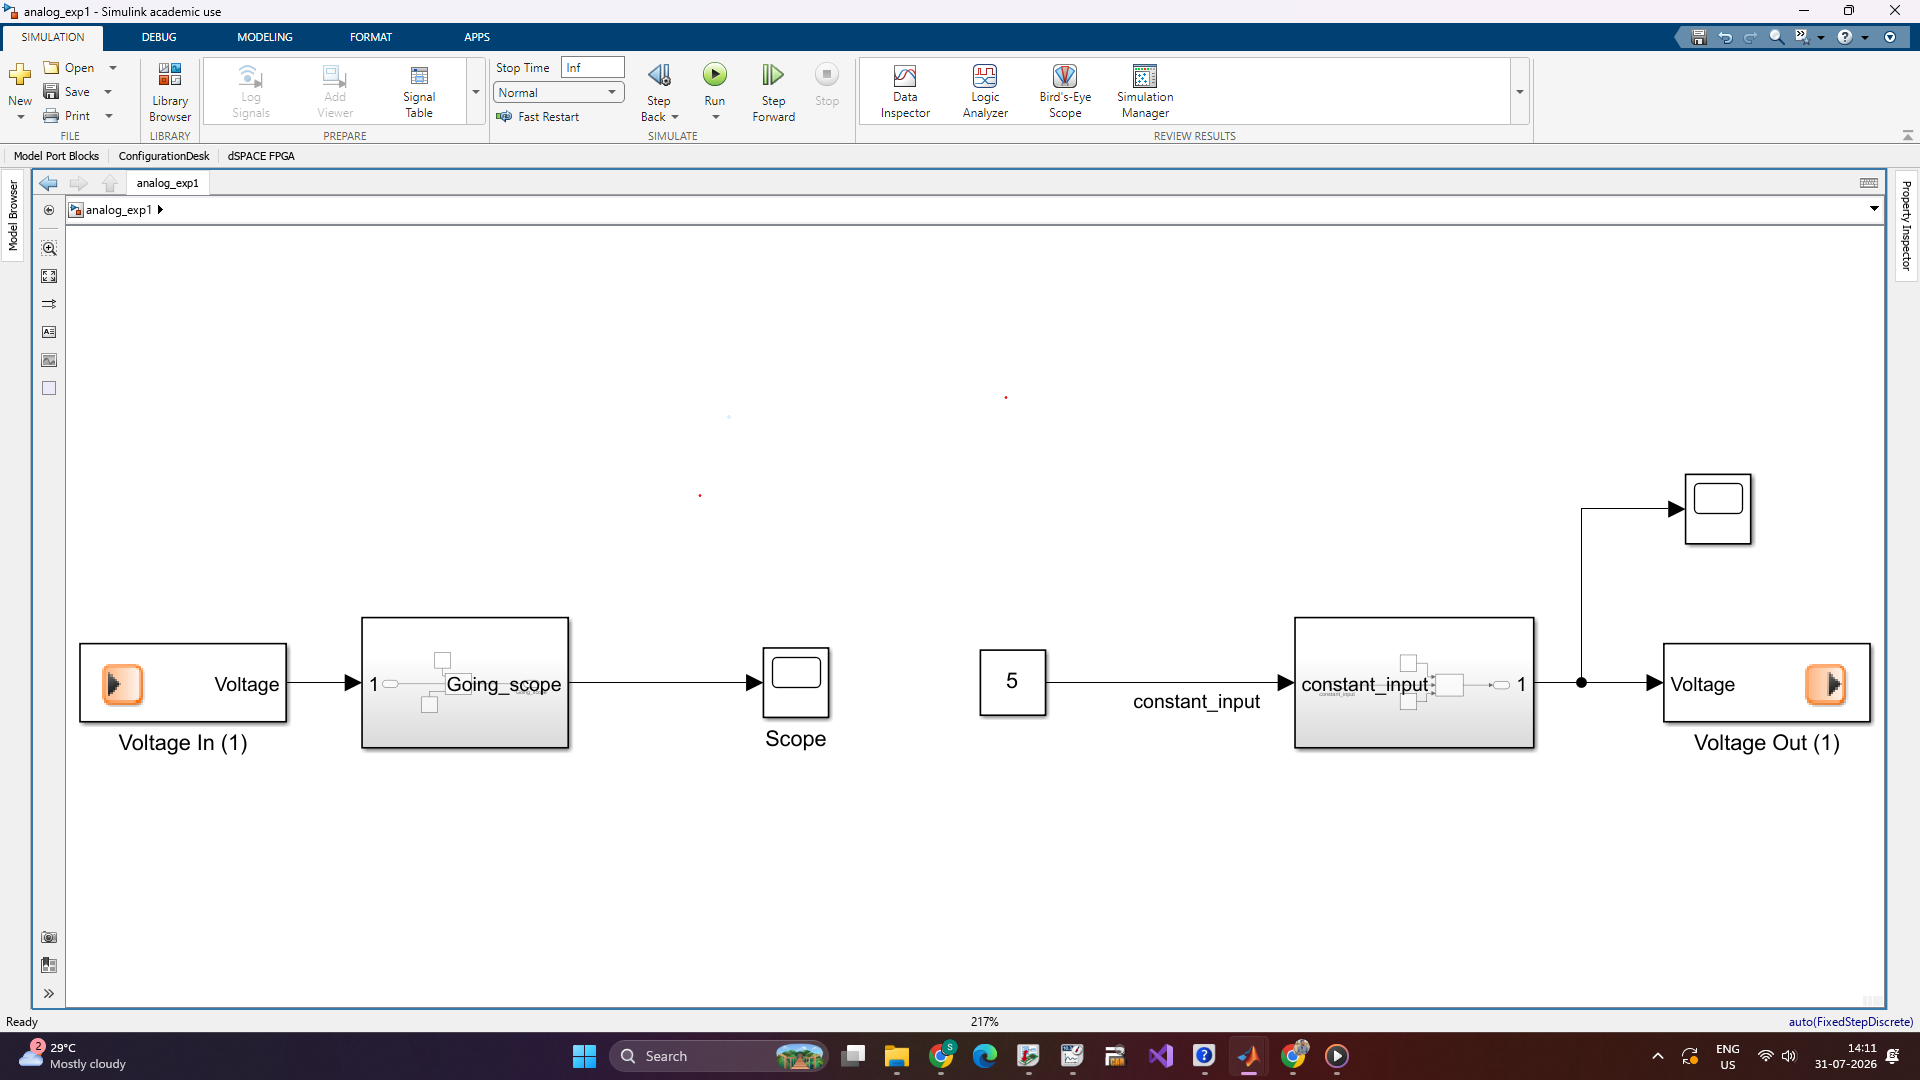 analog_exp1 - Simulink academic use
SIMULATION DEBUG MODELING FORMAT APPS
New
Open
Save
Print
FILE
Library Browser
LIBRARY
Log Signals
Add Viewer
Signal Table
PREPARE
Stop Time Inf
Normal
Fast Restart
Step Back
Run
Step Forward
Stop
SIMULATE
Data Inspector
Logic Analyzer
Bird's-Eye Scope
Simulation Manager
REVIEW RESULTS
Model Port Blocks ConfigurationDesk dSPACE FPGA
Model Browser
analog_exp1
Property Inspector
analog_exp1
Voltage
Voltage In (1)
1 Going_scope
Scope
5
constant_input
constant_input 1
Voltage
Voltage Out (1)
Ready 217% auto(FixedStepDiscrete)
2
29°C
Mostly cloudy
Search
S
ENG
US
14:11
31-07-2026